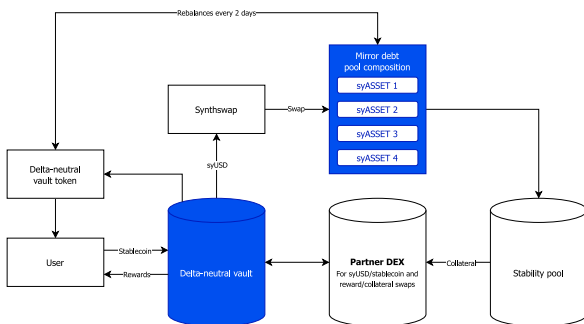 Rebalances every 2 days
Mirror debt
pool composition
syASSET 1
syASSET 2
syASSET 3
syASSET 4
Synthswap
Swap
syUSD
Delta-neutral
vault token
User
Stablecoin
Rewards
Delta-neutral vault
Partner DEX
For syUSD/stablecoin and
reward/collateral swaps
Collateral
Stability pool